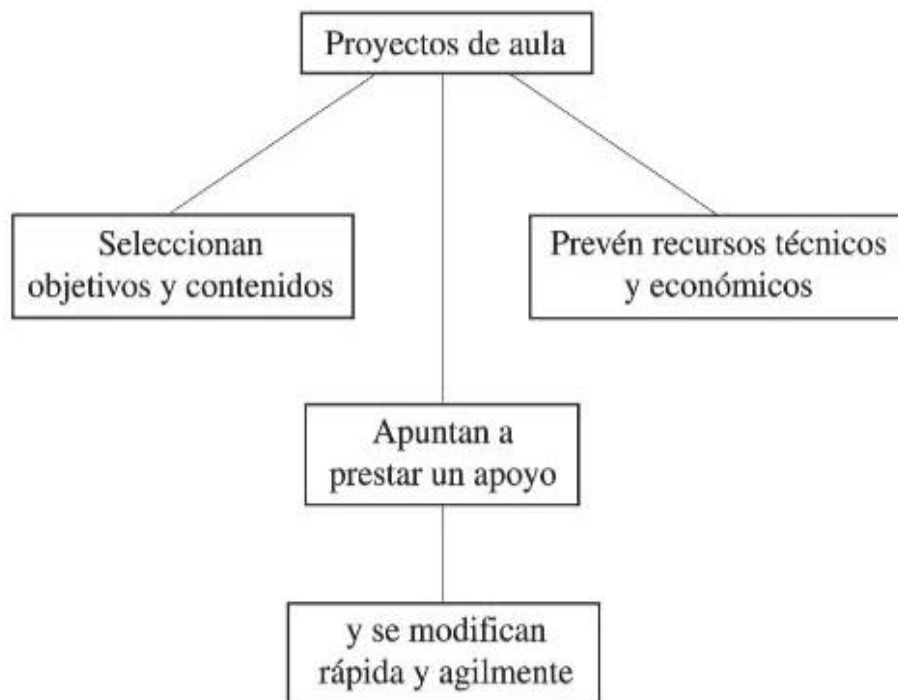 Proyectos de aula
Seleccionan
objetivos y contenidos
Prevén recursos técnicos
y económicos
Apuntan a
prestar un apoyo
y se modifican
rápida y agilmente